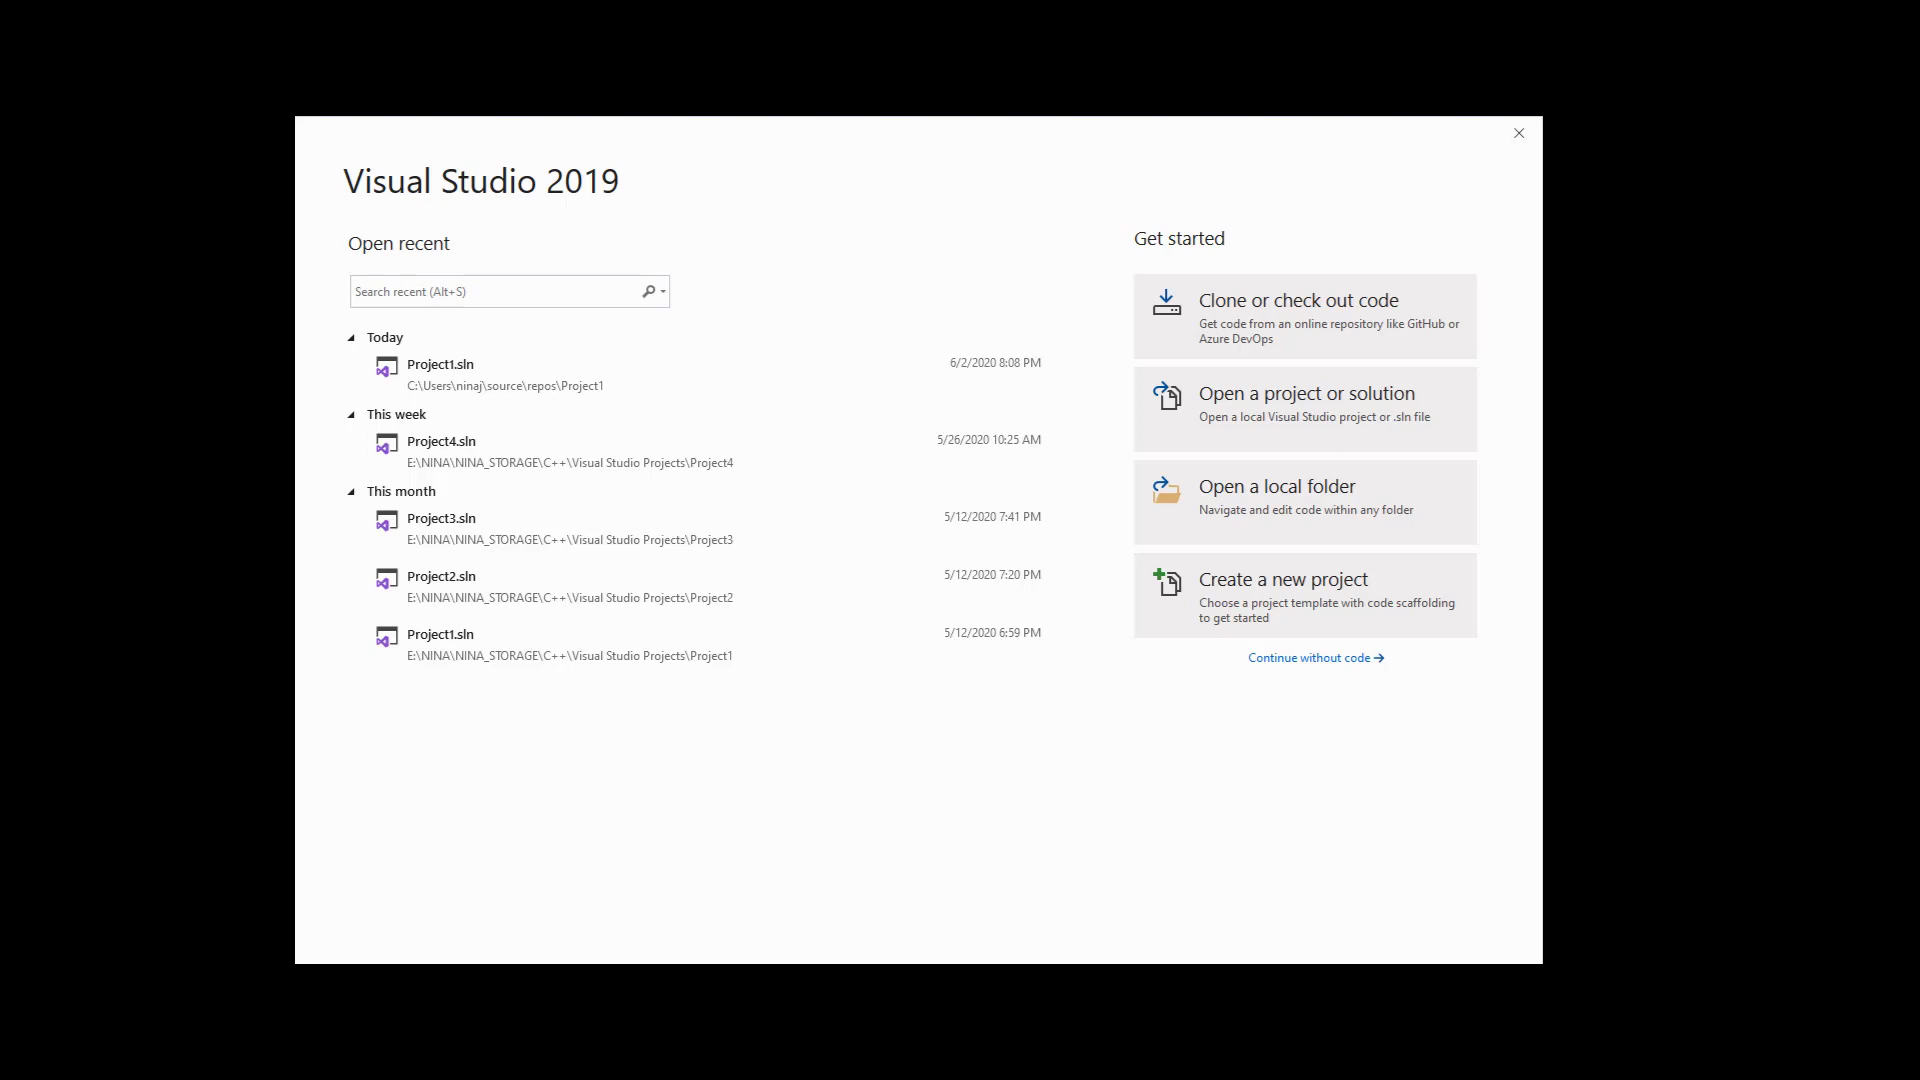 Visual Studio 2019
Open recent
Search recent (Alt+S)
Today
Project1.sln
6/2/2020 8:08 PM
C:\Users\ninaj\source\repos\Project1
This week
Project4.sln
5/26/2020 10:25 AM
E:\NINA\NINA_STORAGE\C++\Visual Studio Projects\Project4
This month
Project3.sln
5/12/2020 7:41 PM
E:\NINA\NINA_STORAGE\C++\Visual Studio Projects\Project3
Project2.sln
5/12/2020 7:20 PM
E:\NINA\NINA_STORAGE\C++\Visual Studio Projects\Project2
Project1.sln
5/12/2020 6:59 PM
E:\NINA\NINA_STORAGE\C++\Visual Studio Projects\Project1
Get started
Clone or check out code
Get code from an online repository like GitHub or
Azure DevOps
Open a project or solution
Open a local Visual Studio project or .sln file
Open a local folder
Navigate and edit code within any folder
Create a new project
Choose a project template with code scaffolding
to get started
Continue without code →